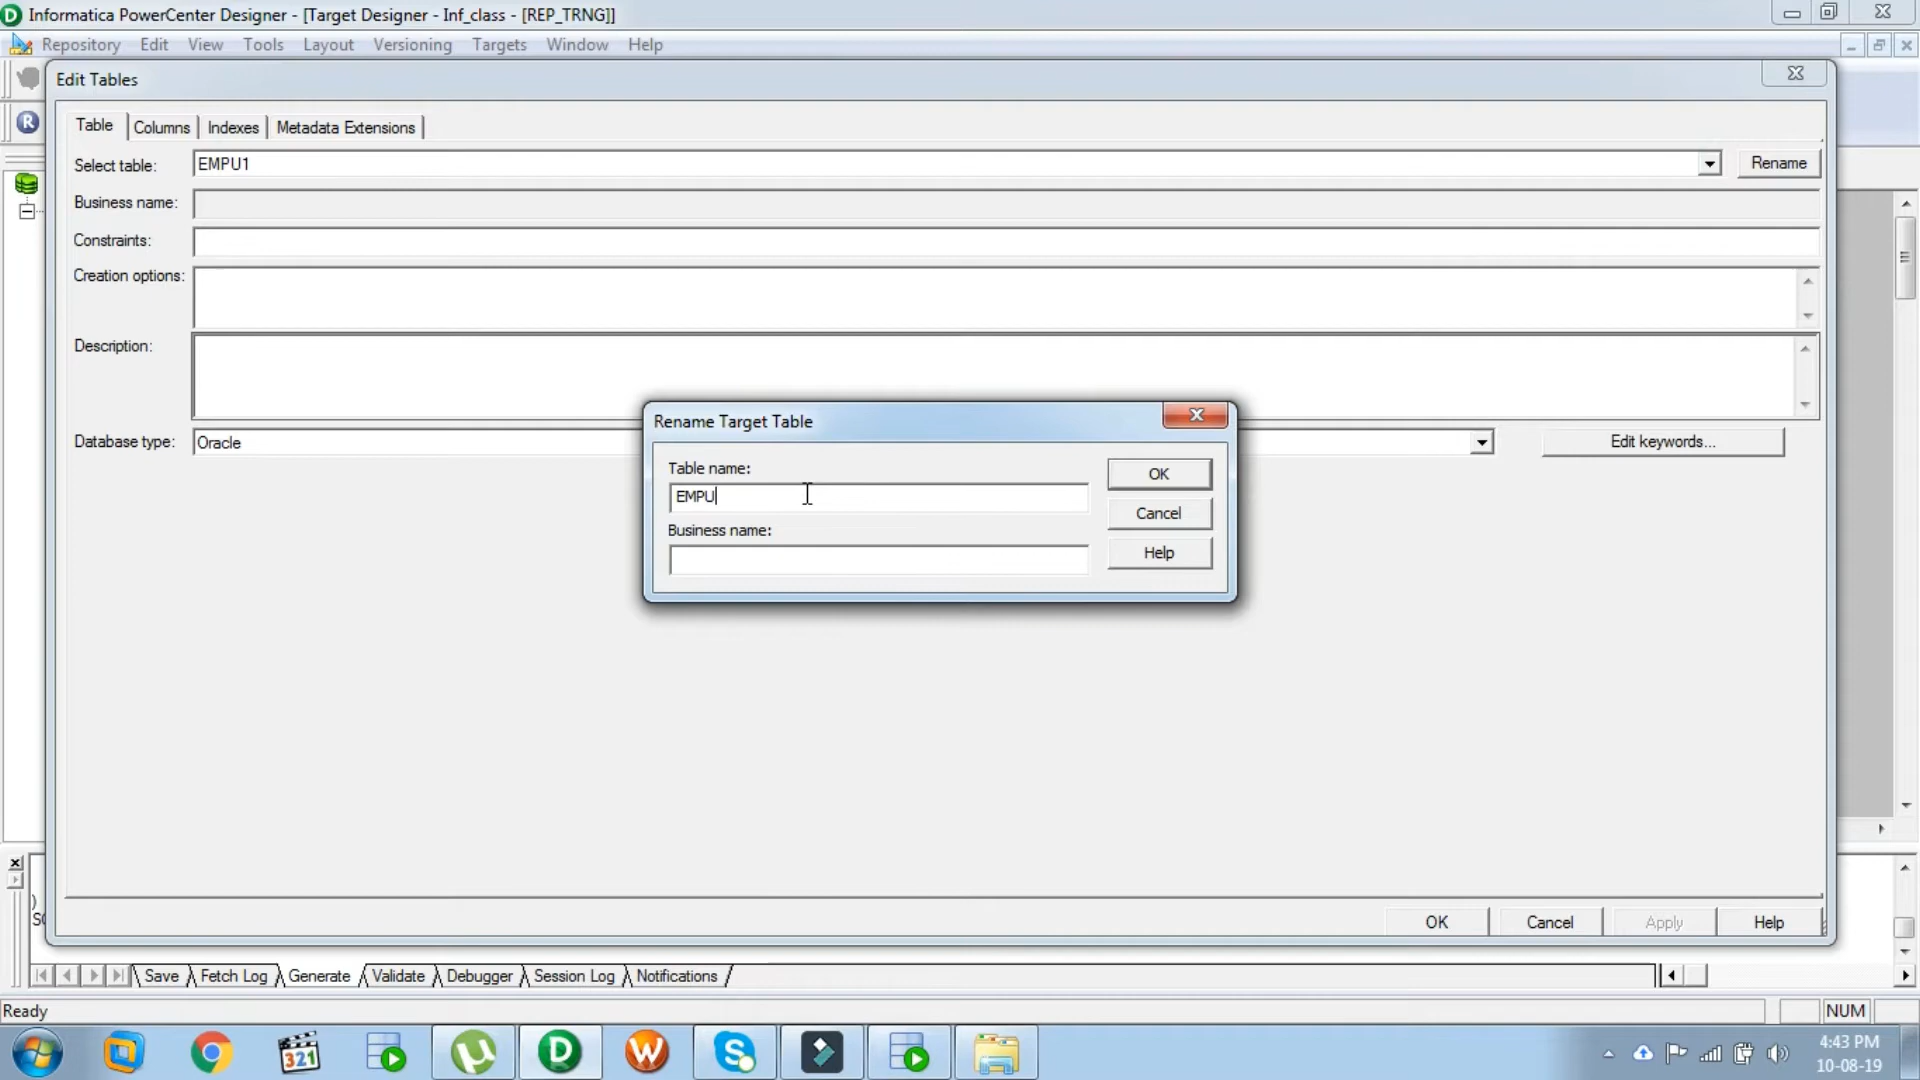 Informatica PowerCenter Designer - [Target Designer - Inf_class - [REP_TRNG]]
Repository Edit View Tools Layout Versioning Targets Window Help
Edit Tables
Table Columns Indexes Metadata Extensions
Select table: EMPU1 Rename
Business name:
Constraints:
Creation options:
Description:
Database type: Oracle Edit keywords...
Rename Target Table
Table name:
EMPU
OK
Business name:
Cancel
Help
OK Cancel Apply Help
Save Fetch Log Generate Validate Debugger Session Log Notifications
Ready NUM
321
4:43 PM
10-08-19